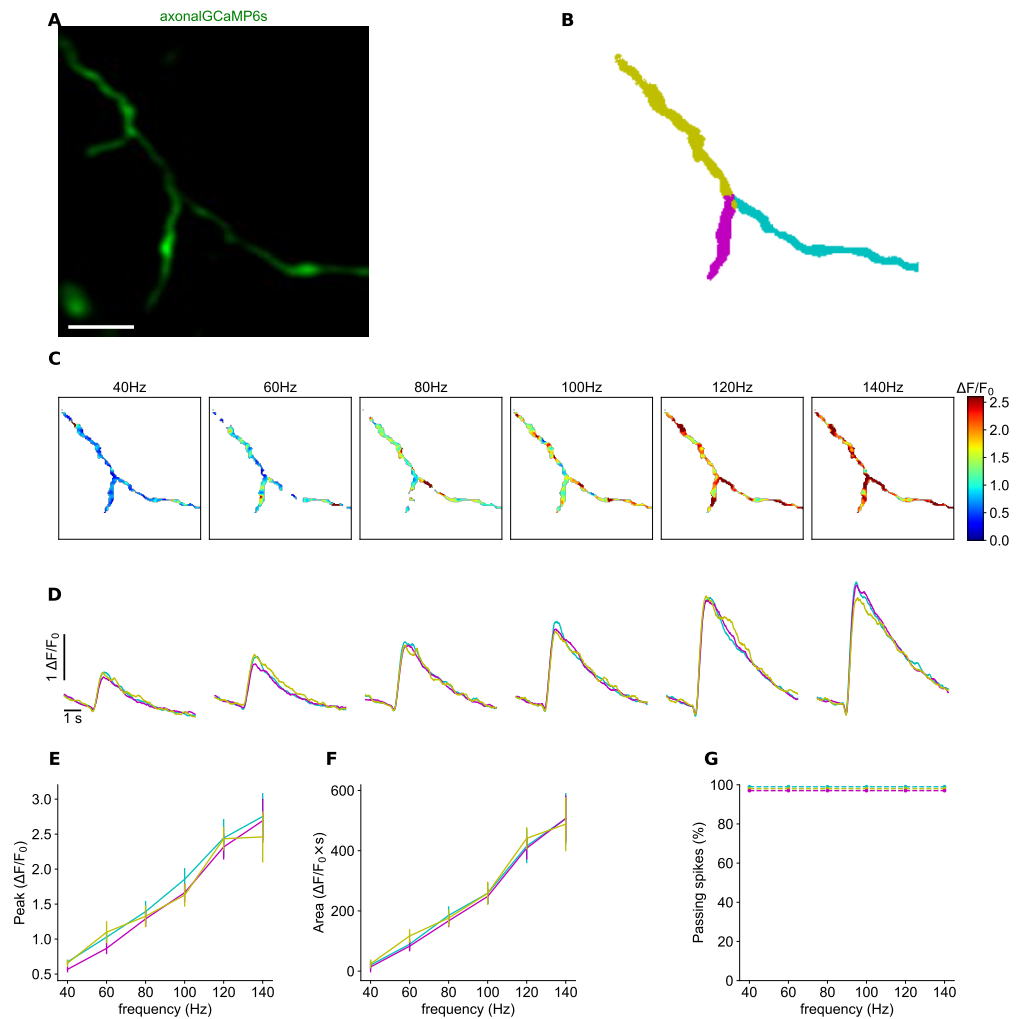 A
axonalGCaMP6s
B
C
40Hz
60Hz
80Hz
100Hz
120Hz
140Hz
ΔF/F₀
2.5
2.0
1.5
1.0
0.5
0.0
D
1 ΔF/F₀
1 s
E
Peak (ΔF/F₀)
3.0
2.5
2.0
1.5
1.0
0.5
40 60 80 100 120 140
frequency (Hz)
F
Area (ΔF/F₀×s)
600
400
200
0
40 60 80 100 120 140
frequency (Hz)
G
Passing spikes (%)
100
80
60
40
20
0
40 60 80 100 120 140
frequency (Hz)